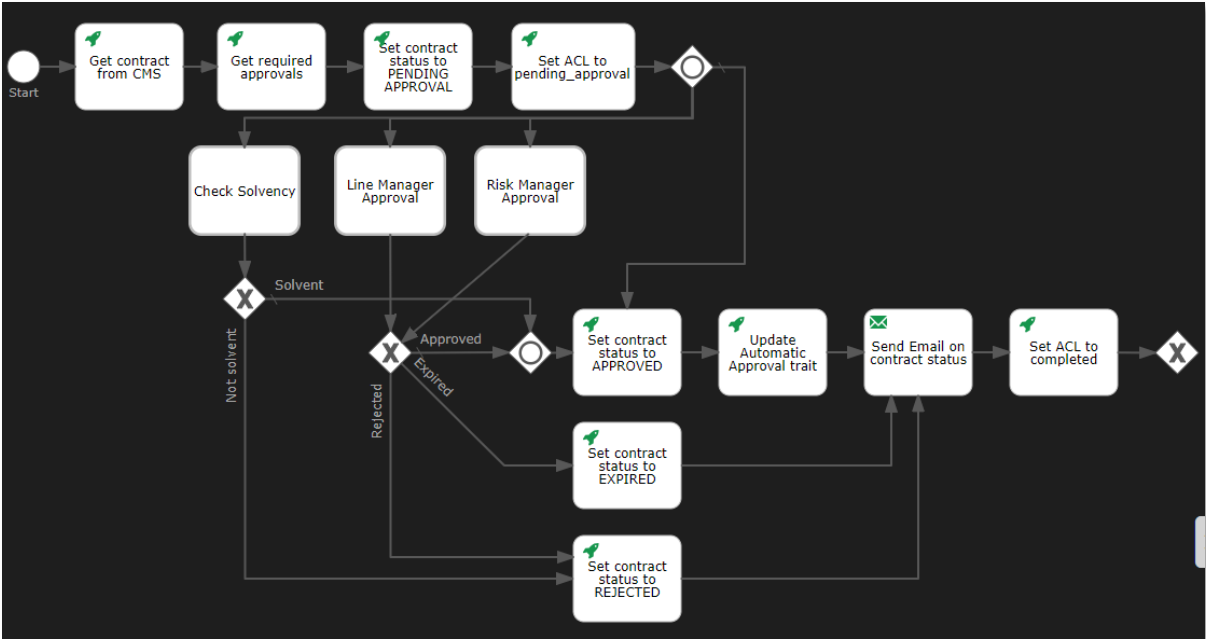 Get contract
from CMS
Get required
approvals
Set contract
status to
PENDING
APPROVAL
Set ACL to
pending_approval
Start
Check Solvency
Line Manager
Approval
Risk Manager
Approval
Solvent
Not solvent
Approved
Expired
Rejected
Set contract
status to
APPROVED
Update
Automatic
Approval trait
Send Email on
contract status
Set ACL to
completed
Set contract
status to
EXPIRED
Set contract
status to
REJECTED